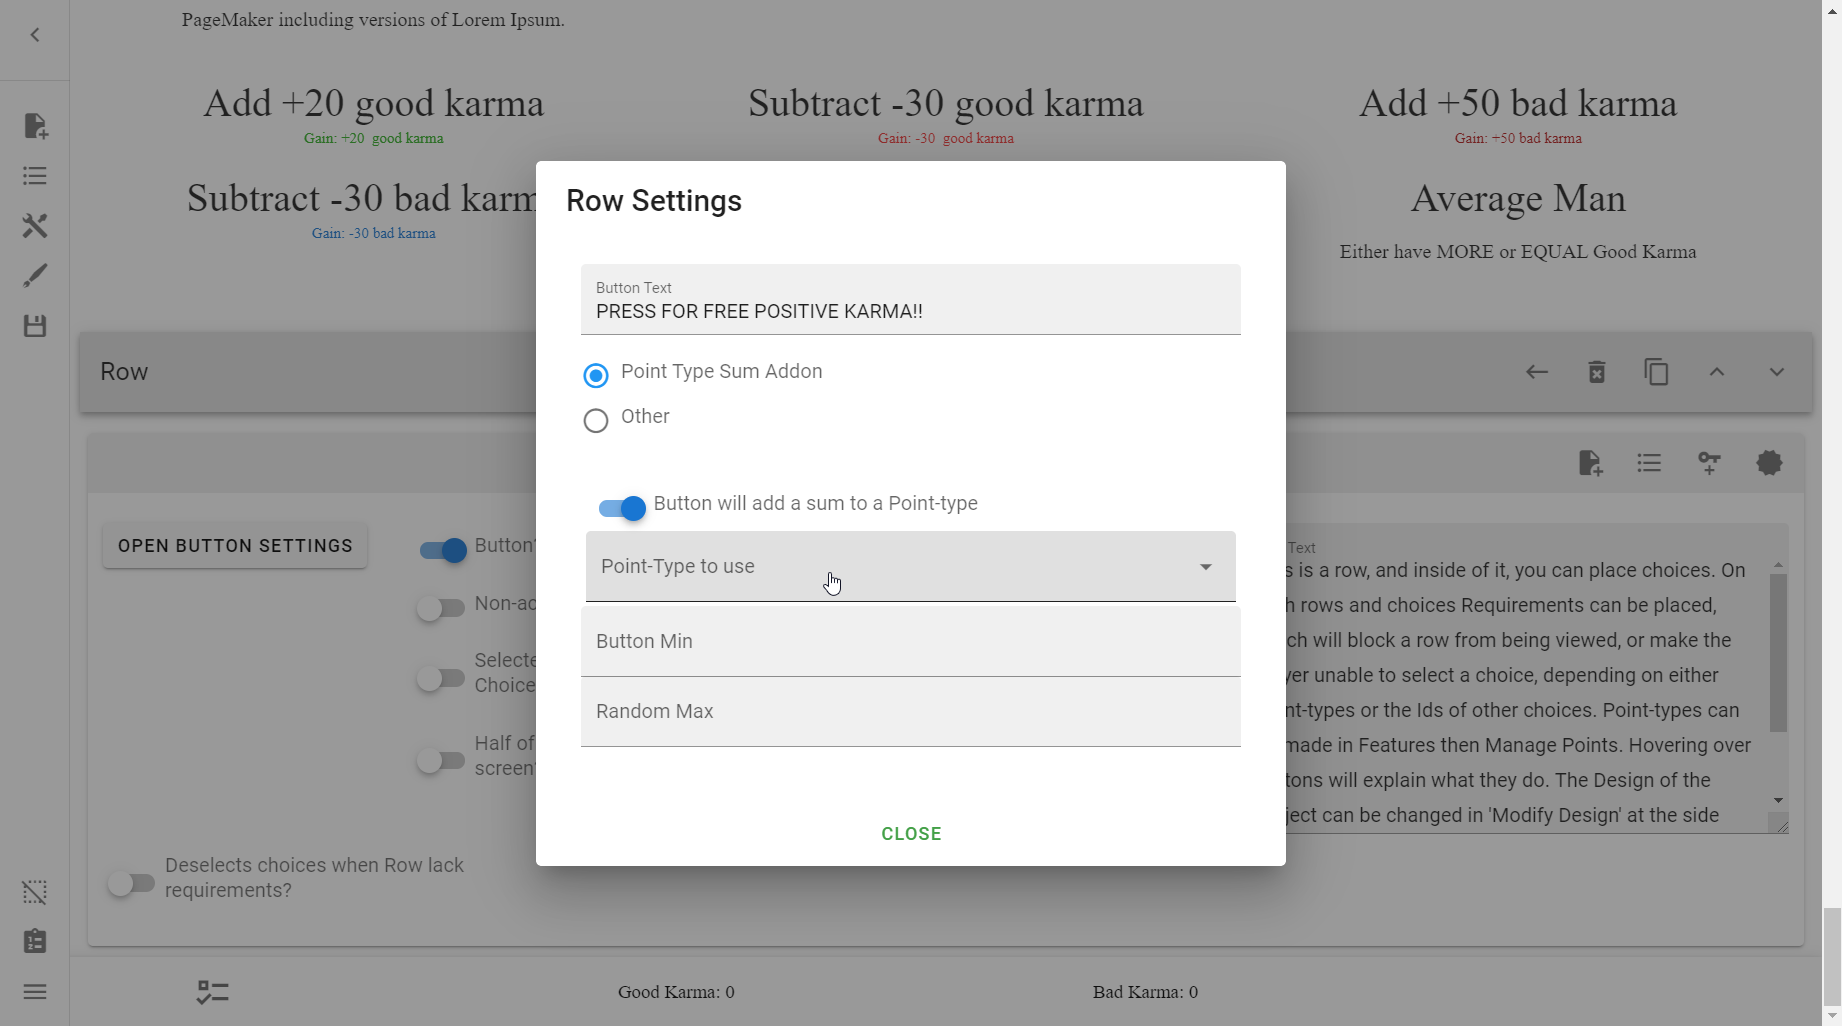 PageMaker including versions of Lorem Ipsum.
Add +20 good karma
Gain: +20 good karma
Subtract -30 good karma
Gain: -30 good karma
Add +50 bad karma
Gain: +50 bad karma
Subtract -30 bad karm
Gain: -30 bad karma
Average Man
Either have MORE or EQUAL Good Karma
Row Settings
Button Text
PRESS FOR FREE POSITIVE KARMA!!
Point Type Sum Addon
Other
Button will add a sum to a Point-type
Point-Type to use
Button Min
Random Max
CLOSE
Row
OPEN BUTTON SETTINGS
Button?
Non-ac
Selecte
Choice
Half of
screen?
Deselects choices when Row lack
requirements?
Text
s is a row, and inside of it, you can place choices. On
h rows and choices Requirements can be placed,
ch will block a row from being viewed, or make the
yer unable to select a choice, depending on either
nt-types or the Ids of other choices. Point-types can
made in Features then Manage Points. Hovering over
tons will explain what they do. The Design of the
ject can be changed in 'Modify Design' at the side
Good Karma: 0
Bad Karma: 0